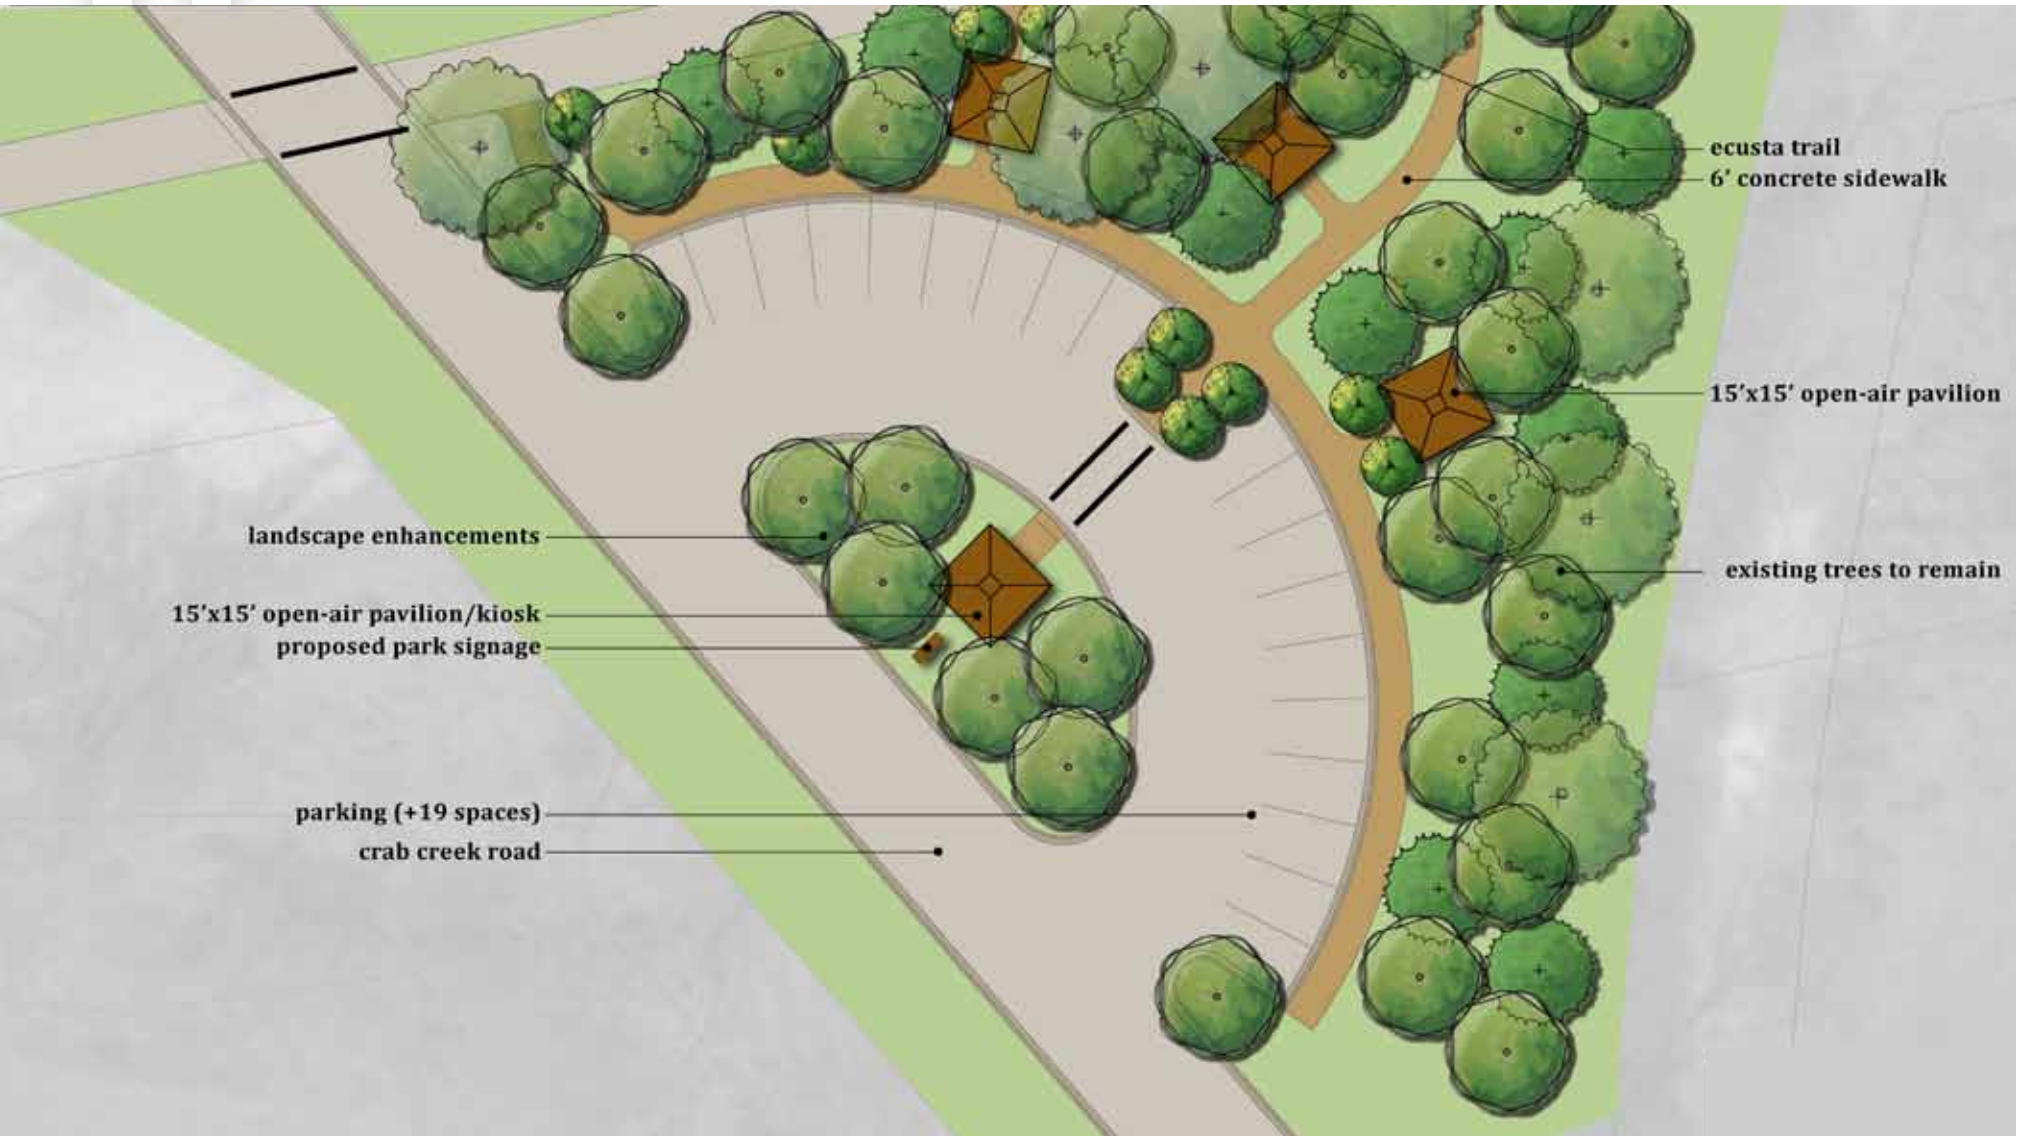 ecusta trail
6' concrete sidewalk
15'x15' open-air pavilion
landscape enhancements
existing trees to remain
15'x15' open-air pavilion/kiosk
proposed park signage
parking (+19 spaces)
crab creek road